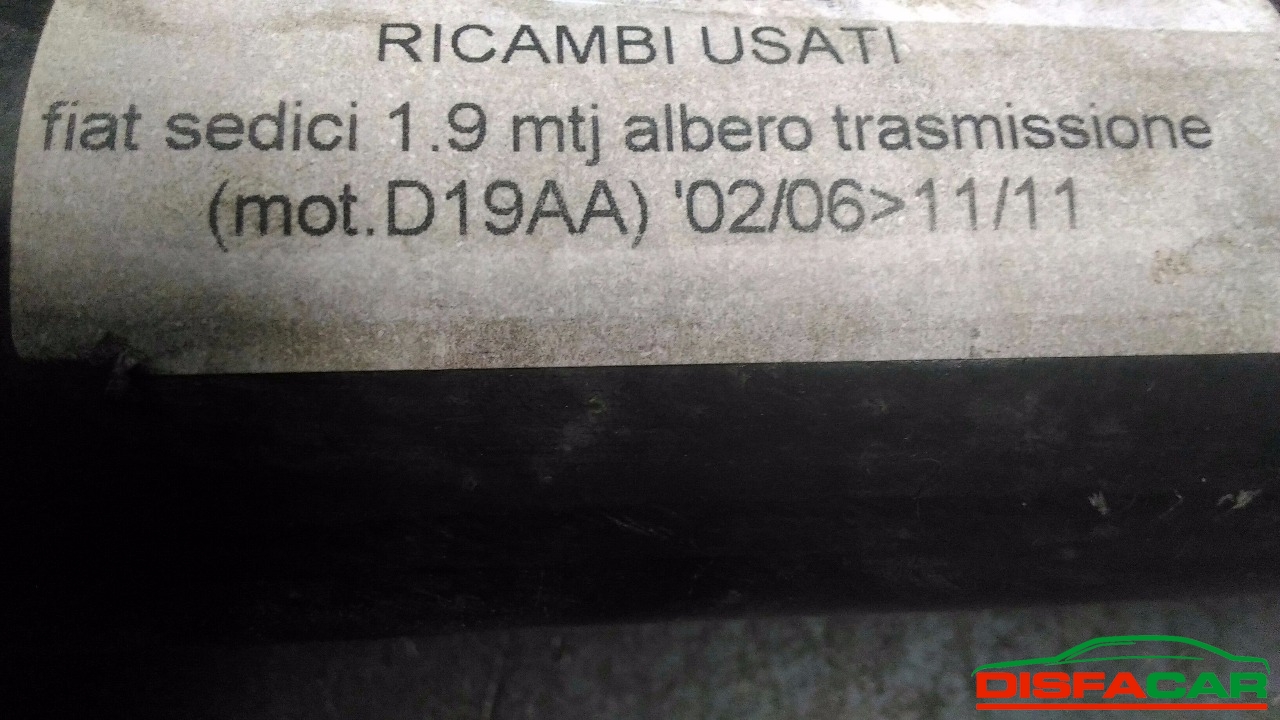 RICAMBI USATI
fiat sedici 1.9 mtj albero trasmissione
(mot.D19AA) '02/06>11/11
DISFACAR